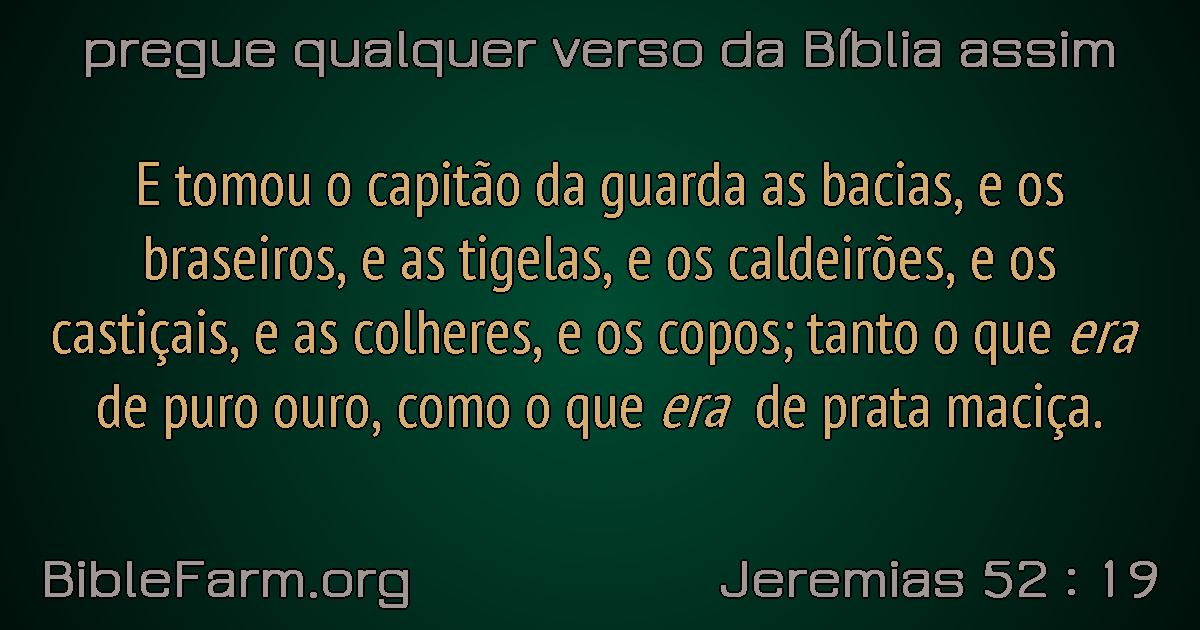 pregue qualquer verso da Bíblia assim
E tomou o capitão da guarda as bacias, e os
braseiros, e as tigelas, e os caldeirões, e os
castiçais, e as colheres, e os copos; tanto o que era
de puro ouro, como o que era de prata maciça.
BibleFarm.org
Jeremias 52 : 19